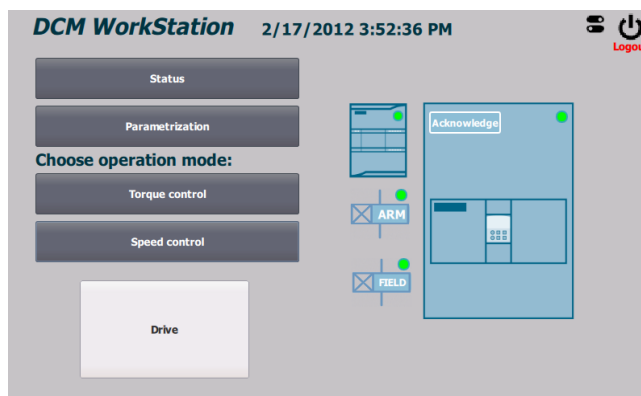 DCM WorkStation 2/17/2012 3:52:36 PM
Logou
Status
Parametrization
Choose operation mode:
Torque control
Speed control
Drive
Acknowledge
ARM
FIELD